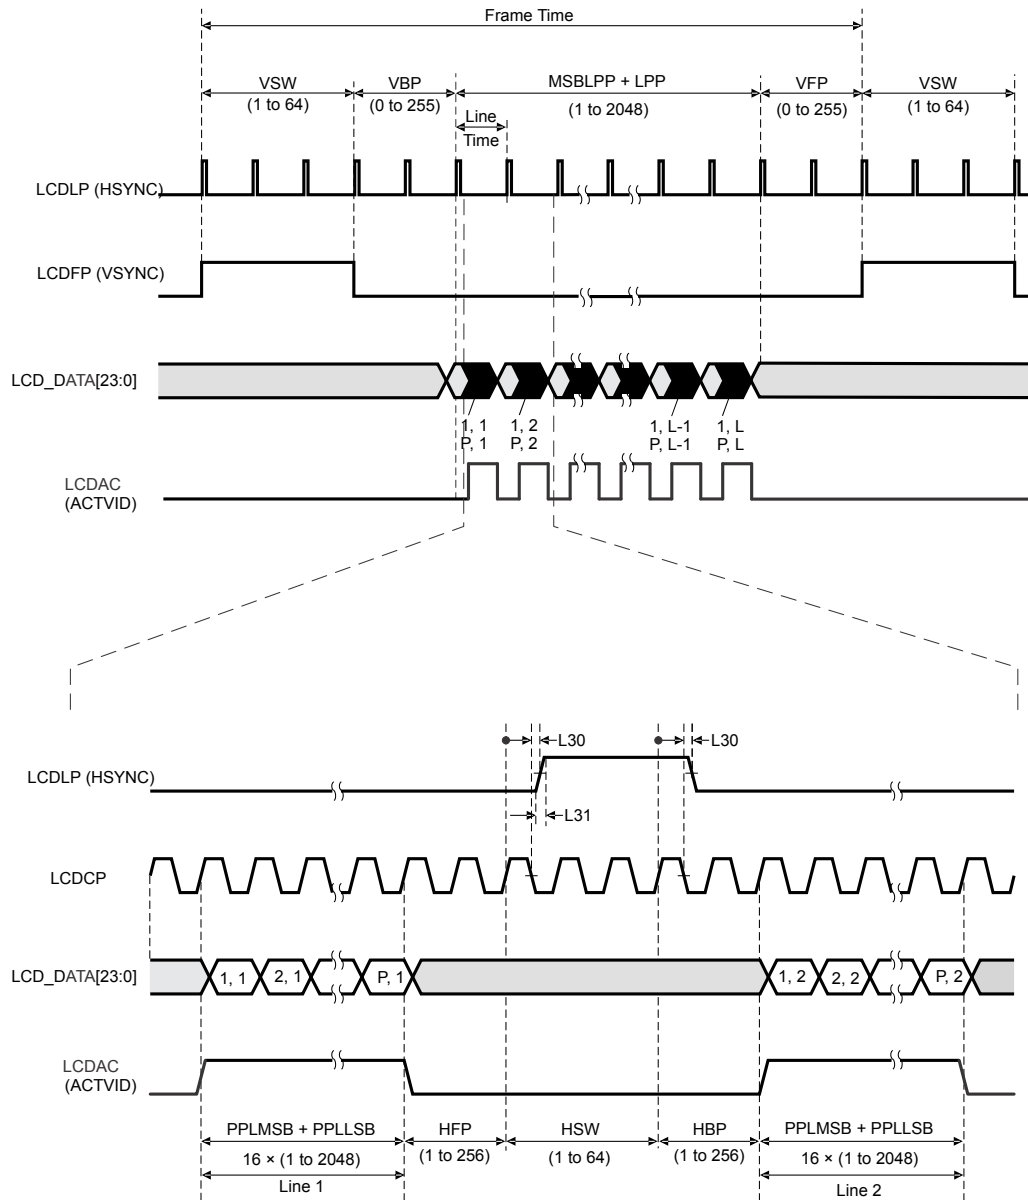 Frame Time
VSW
(1 to 64)
VBP
(0 to 255)
MSBLPP + LPP
(1 to 2048)
VFP
(0 to 255)
VSW
(1 to 64)
Line
Time
LCDLP (HSYNC)
LCDFP (VSYNC)
LCD_DATA[23:0]
1, 1
P, 1
1, 2
P, 2
1, L-1
P, L-1
1, L
P, L
LCDAC
(ACTVID)
L30
L30
LCDLP (HSYNC)
L31
LCDCP
LCD_DATA[23:0]
1, 1
2, 1
P, 1
1, 2
2, 2
P, 2
LCDAC
(ACTVID)
PPLMSB + PPLLSB
16 × (1 to 2048)
Line 1
HFP
(1 to 256)
HSW
(1 to 64)
HBP
(1 to 256)
PPLMSB + PPLLSB
16 × (1 to 2048)
Line 2